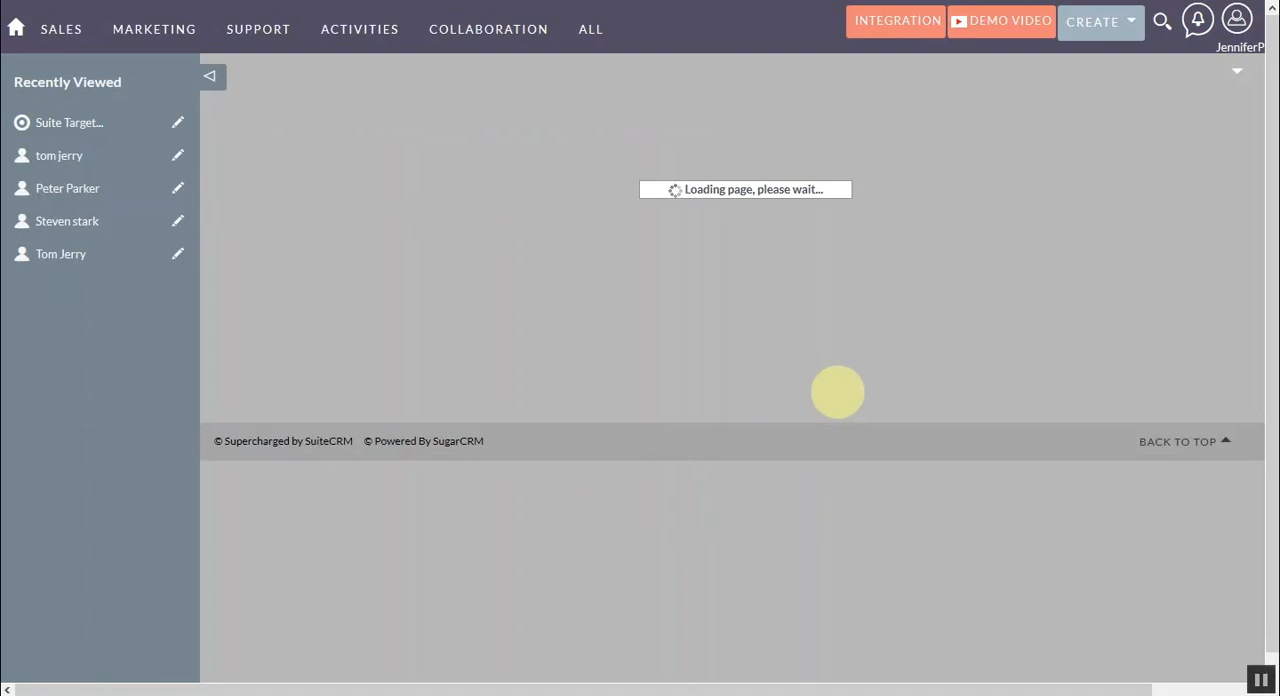 SALES MARKETING SUPPORT ACTIVITIES COLLABORATION ALL INTEGRATION DEMO VIDEO CREATE
JenniferP
Recently Viewed
Suite Target...
tom jerry
Peter Parker
Steven stark
Tom Jerry
Loading page, please wait...
© Supercharged by SuiteCRM © Powered By SugarCRM BACK TO TOP